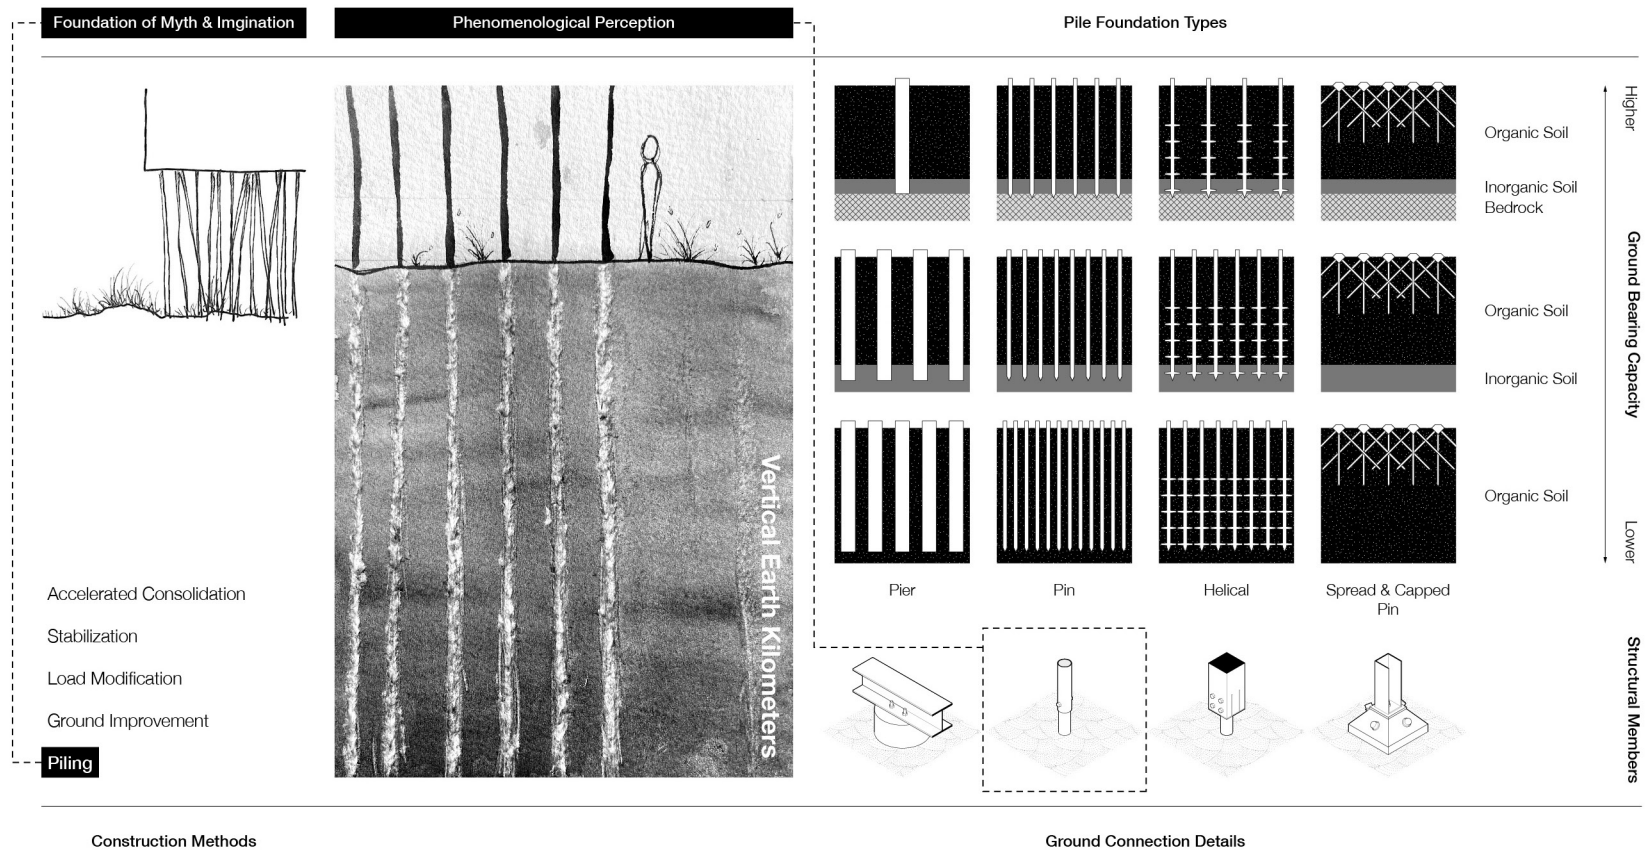 Foundation of Myth & Imgination
Phenomenological Perception
Pile Foundation Types
Higher
Organic Soil
Inorganic Soil
Bedrock
Organic Soil
Inorganic Soil
Ground Bearing Capacity
Organic Soil
Lower
Vertical Earth Kilometers
Pier
Pin
Helical
Spread & Capped
Pin
Accelerated Consolidation
Stabilization
Load Modification
Ground Improvement
Piling
Structural Members
Construction Methods
Ground Connection Details